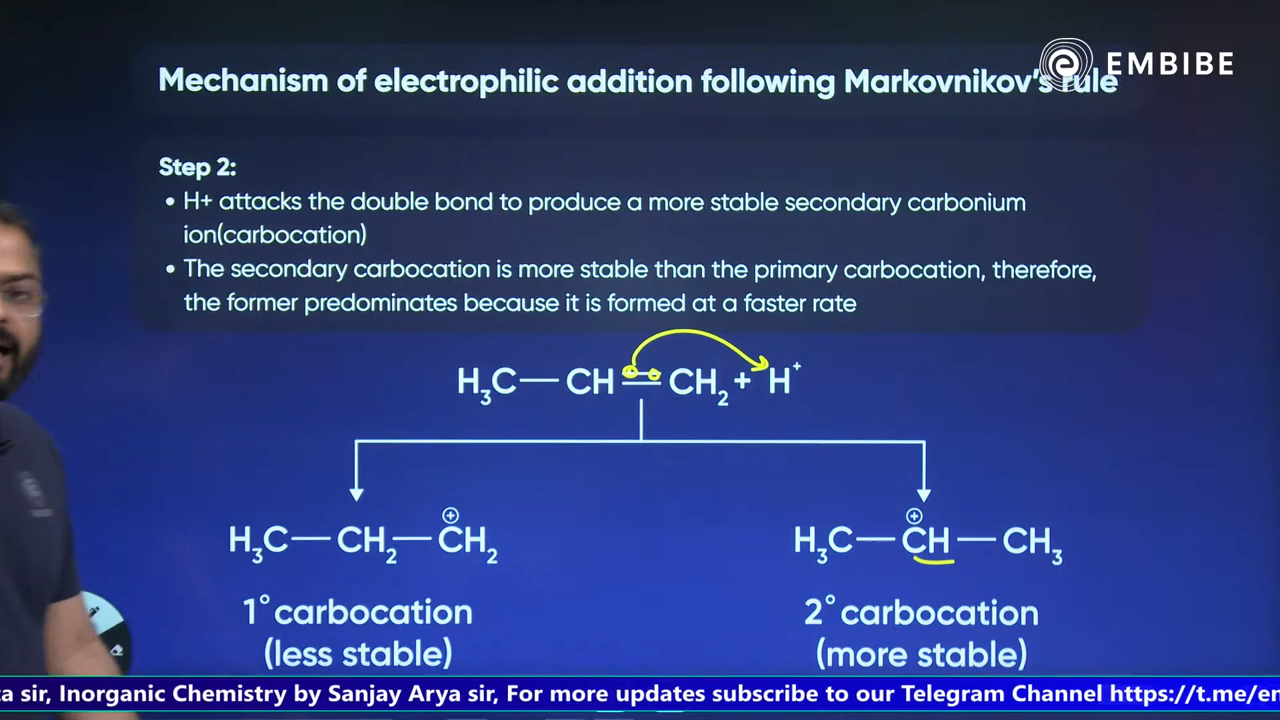 EMBIBE
Mechanism of electrophilic addition following Markovnikov's rule
Step 2:
• H+ attacks the double bond to produce a more stable secondary carbonium
ion(carbocation)
• The secondary carbocation is more stable than the primary carbocation, therefore,
the former predominates because it is formed at a faster rate
H₃C — CH = CH₂ + H⁺
H₃C — CH₂ — C⊕H₂
H₃C — C⊕H — CH₃
1° carbocation
(less stable)
2° carbocation
(more stable)
sir, Inorganic Chemistry by Sanjay Arya sir, For more updates subscribe to our Telegram Channel https://t.me/em